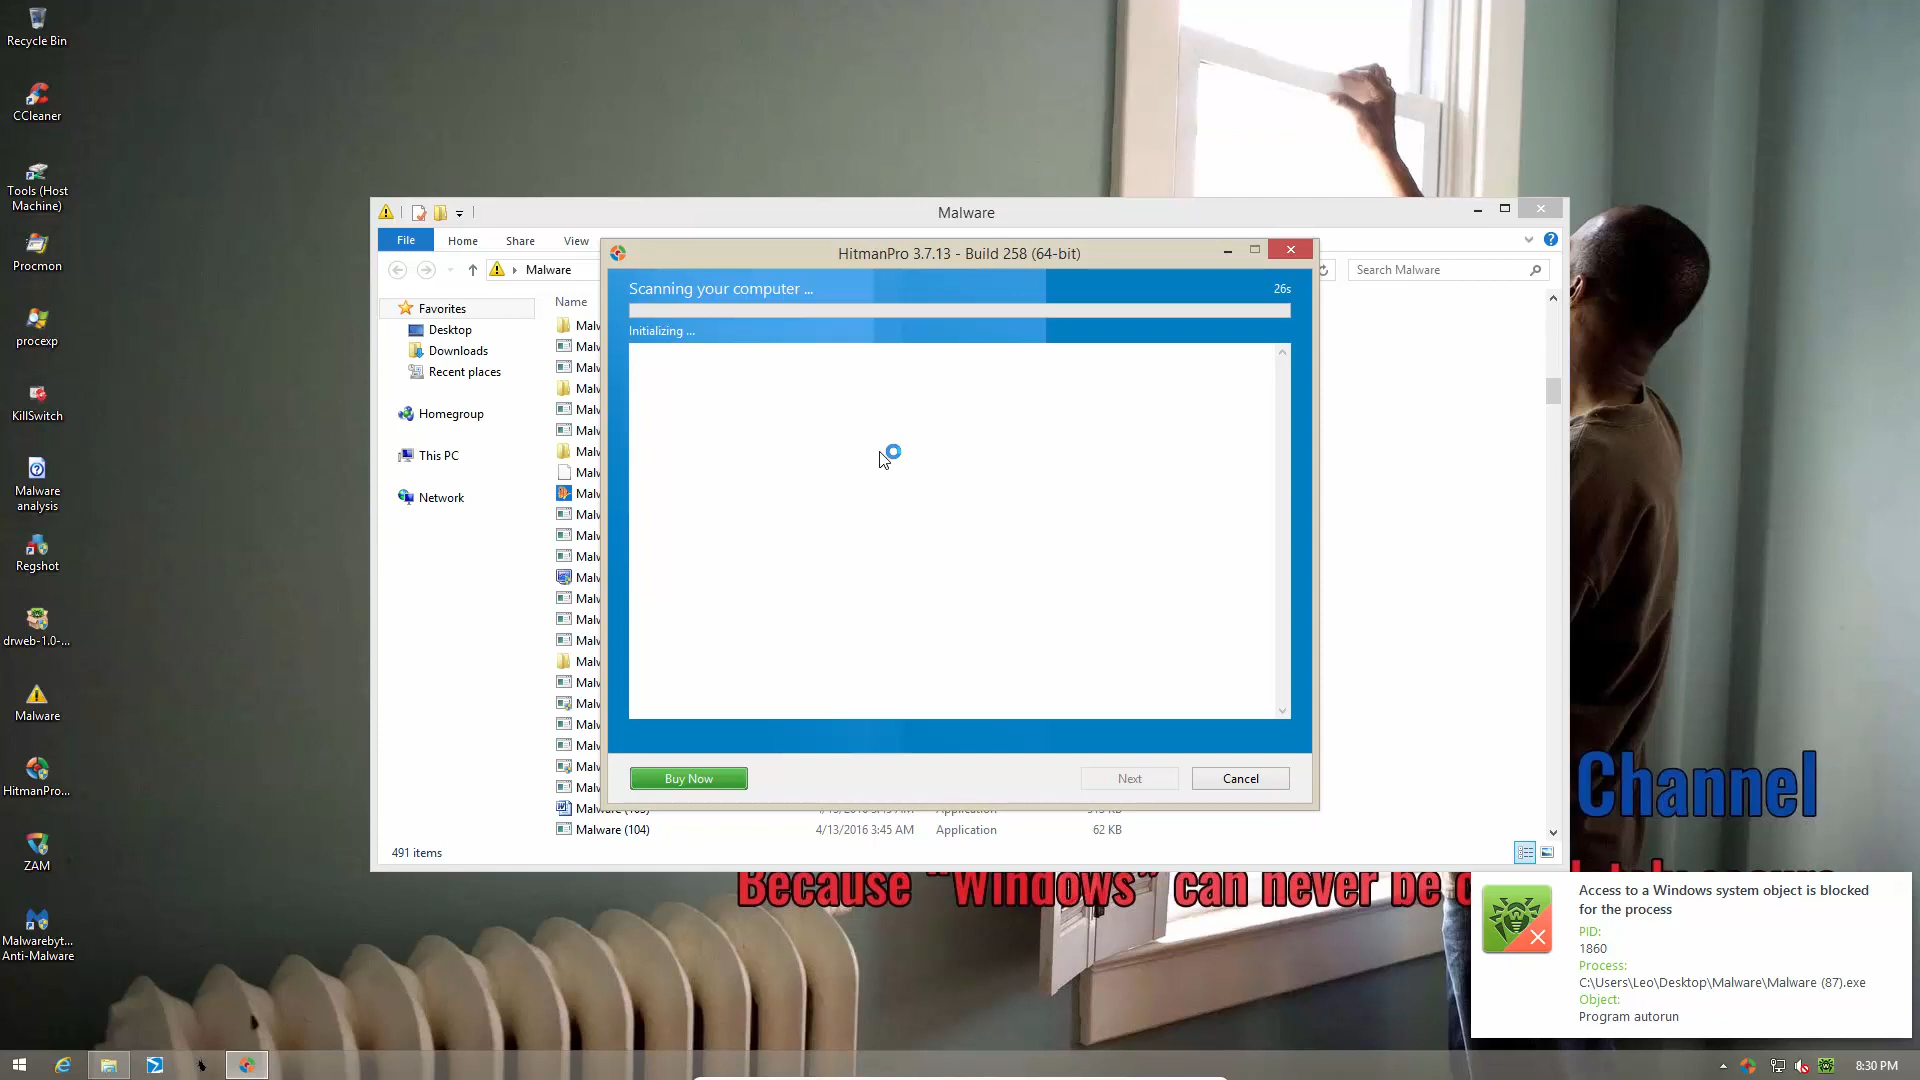 Recycle Bin
CCleaner
Tools (Host
Machine)
Procmon
procexp
KillSwitch
Malware
analysis
Regshot
drweb-1.0-...
Malware
HitmanPro...
ZAM
Malwarebyt...
Anti-Malware
Malware
File
Home
Share
View
Malware
Search Malware
Favorites
Desktop
Downloads
Recent places
Homegroup
This PC
Network
Name
HitmanPro 3.7.13 - Build 258 (64-bit)
Scanning your computer ...
26s
Initializing ...
Buy Now
Next
Cancel
Malware (104)
4/13/2016 3:45 AM
Application
62 KB
491 items
Channel
Because "Windows" can never be
Access to a Windows system object is blocked
for the process
PID:
1860
Process:
C:\Users\Leo\Desktop\Malware\Malware (87).exe
Object:
Program autorun
8:30 PM